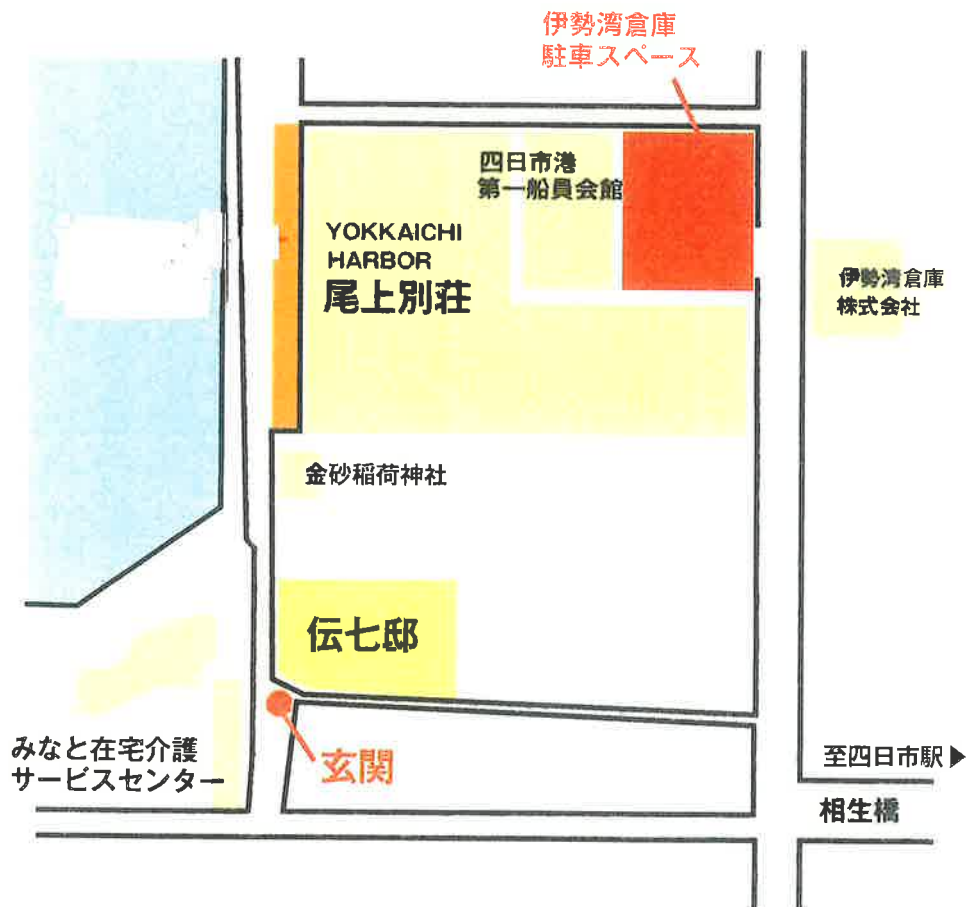 伊勢湾倉庫
駐車スペース
四日市港
第一船員会館
YOKKAICHI
HARBOR
尾上別荘
伊勢湾倉庫
株式会社
金砂稲荷神社
伝七邸
玄関
みなと在宅介護
サービスセンター
至四日市駅▶
相生橋